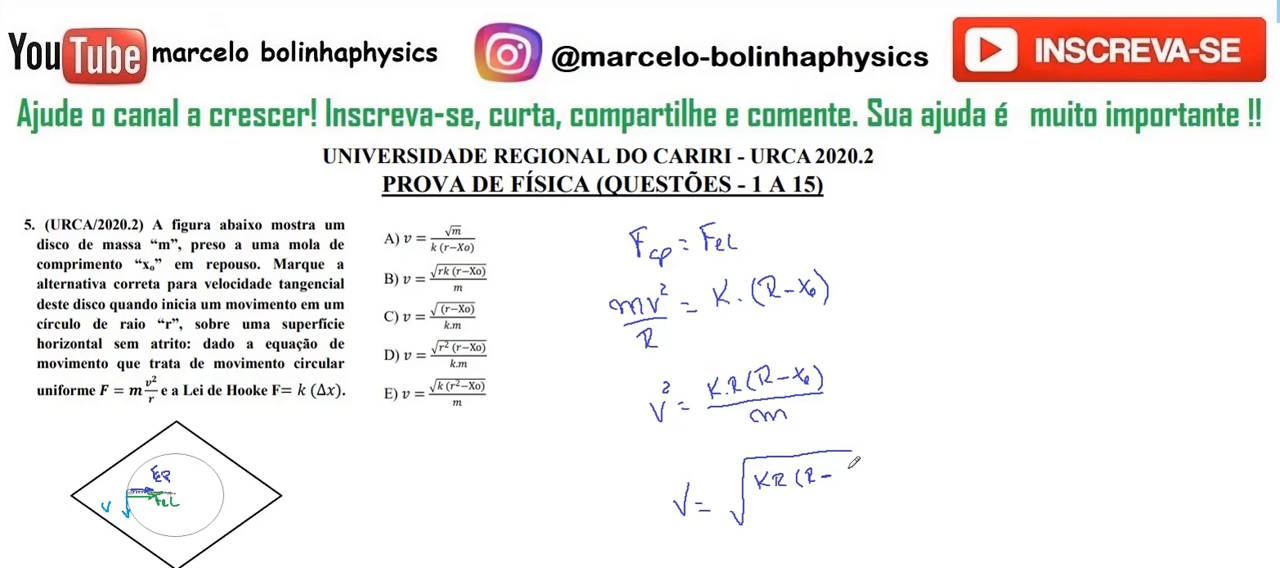 YouTube marcelo bolinhaphysics
@marcelo-bolinhaphysics
INSCREVA-SE
Ajude o canal a crescer! Inscreva-se, curta, compartilhe e comente. Sua ajuda é muito importante !!
UNIVERSIDADE REGIONAL DO CARIRI - URCA 2020.2
PROVA DE FÍSICA (QUESTÕES - 1 A 15)
5. (URCA/2020.2) A figura abaixo mostra um
disco de massa “m”, preso a uma mola de
comprimento “xₒ” em repouso. Marque a
alternativa correta para velocidade tangencial
deste disco quando inicia um movimento em um
círculo de raio “r”, sobre uma superfície
horizontal sem atrito: dado a equação de
movimento que trata de movimento circular
uniforme F = m v²/r e a Lei de Hooke F= k (Δx).
A) v = √m / k (r−Xo)
B) v = √rk (r−Xo) / m
C) v = √(r−Xo) / k.m
D) v = √r² (r−Xo) / k.m
E) v = √k (r²−Xo) / m
Fcp = FeL
mv²/R = K. (R-x₀)
v² = K.R(R-x₀)/m
V = √KR(R-
Fcp
FeL
V